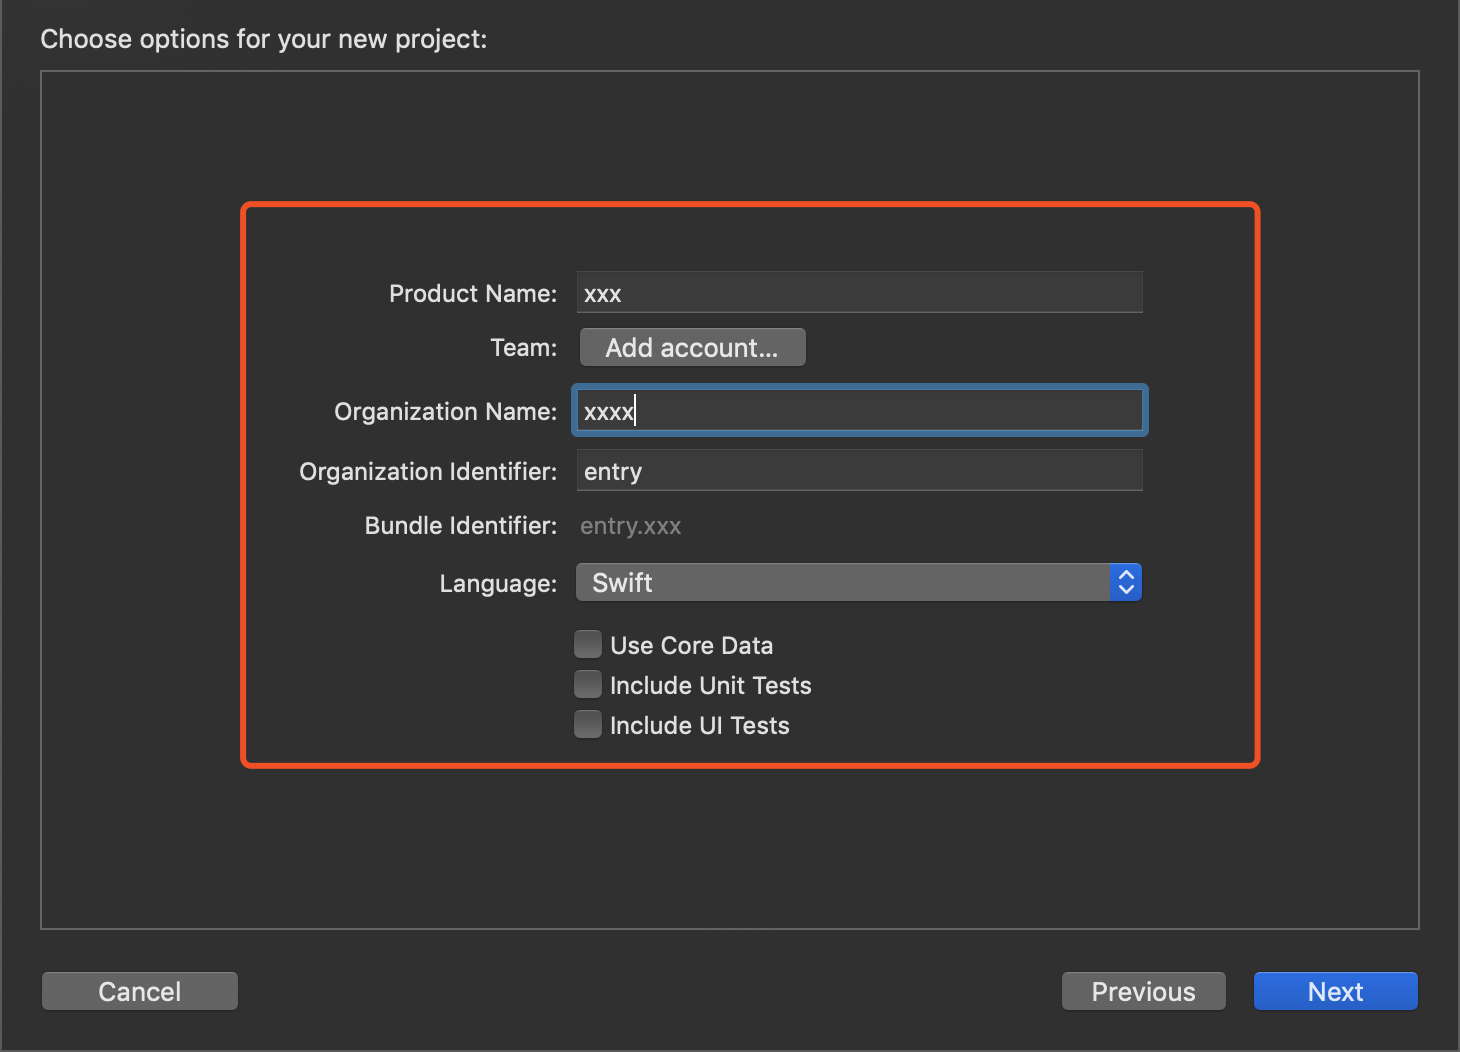 Choose options for your new project:
Product Name: xxx
Team: Add account...
Organization Name: xxxx
Organization Identifier: entry
Bundle Identifier: entry.xxx
Language: Swift
Use Core Data
Include Unit Tests
Include UI Tests
Cancel Previous Next